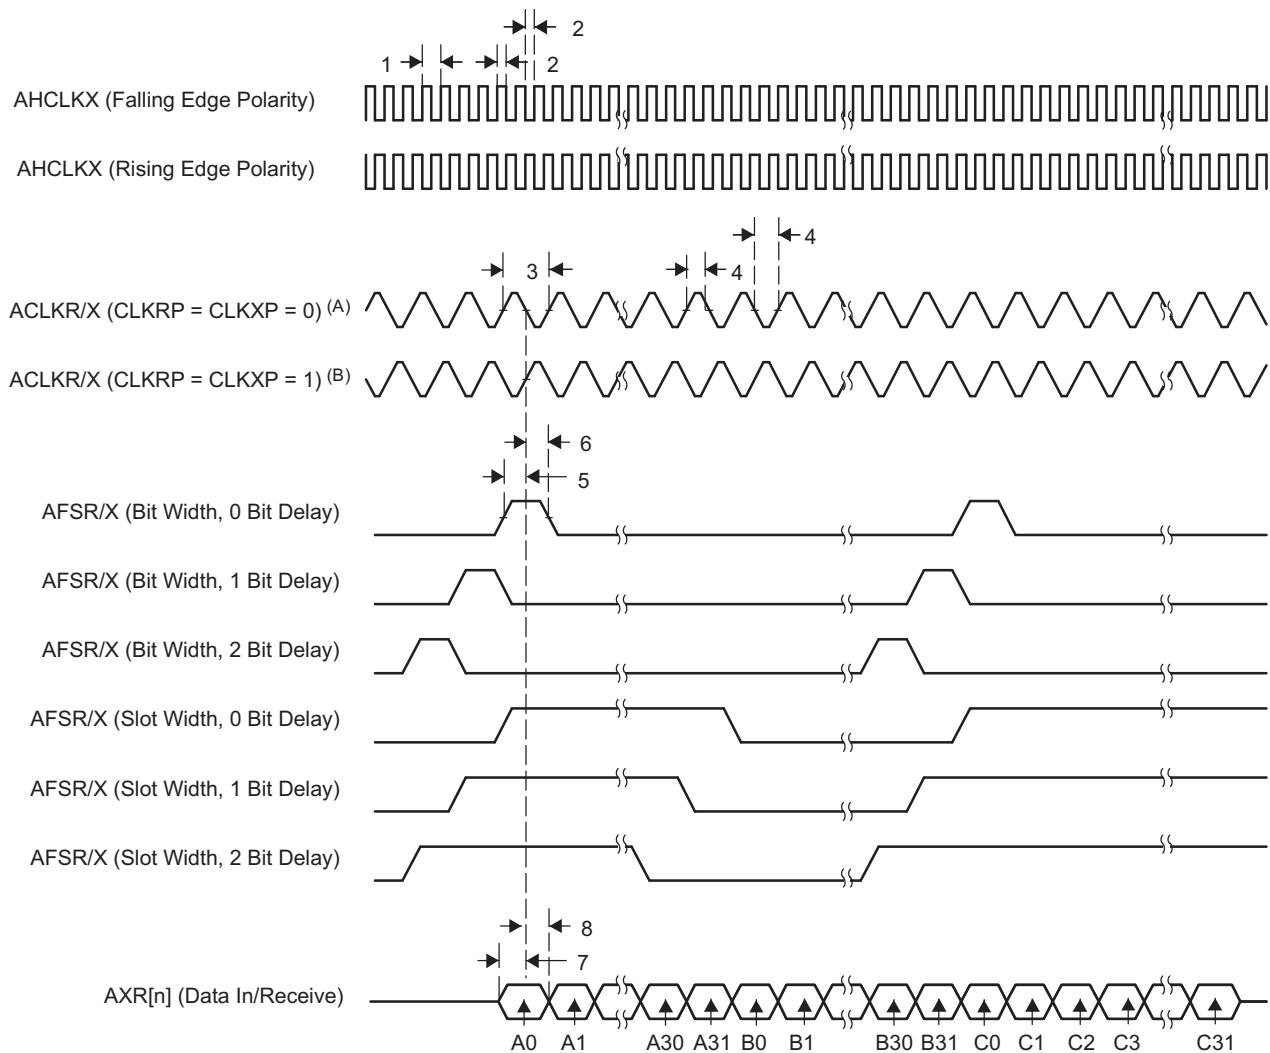 2
1
2
AHCLKX (Falling Edge Polarity)
AHCLKX (Rising Edge Polarity)
4
3
4
ACLKR/X (CLKRP = CLKXP = 0) (A)
ACLKR/X (CLKRP = CLKXP = 1) (B)
6
5
AFSR/X (Bit Width, 0 Bit Delay)
AFSR/X (Bit Width, 1 Bit Delay)
AFSR/X (Bit Width, 2 Bit Delay)
AFSR/X (Slot Width, 0 Bit Delay)
AFSR/X (Slot Width, 1 Bit Delay)
AFSR/X (Slot Width, 2 Bit Delay)
8
7
AXR[n] (Data In/Receive)
A0 A1 A30 A31 B0 B1 B30 B31 C0 C1 C2 C3 C31